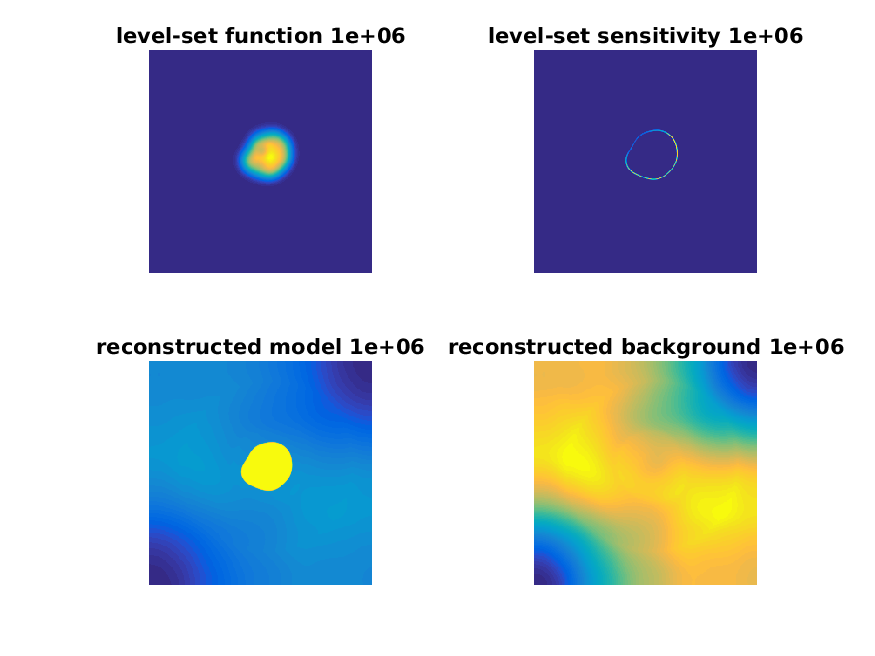 level-set function 1e+06
level-set sensitivity 1e+06
reconstructed model 1e+06
reconstructed background 1e+06